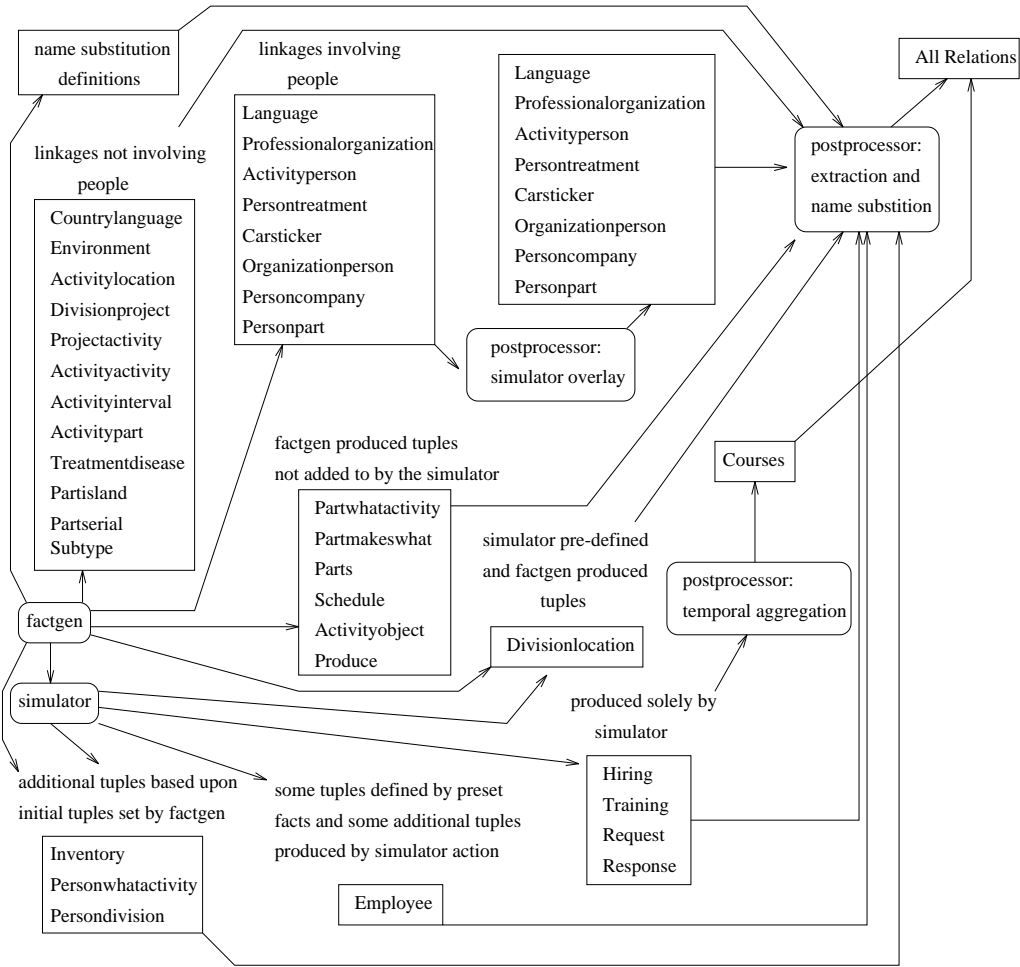 name substitution
definitions
linkages involving
people
All Relations
Language
Professionalorganization
Activityperson
Persontreatment
Carsticker
Organizationperson
Personcompany
Personpart
linkages not involving
people
Countrylanguage
Environment
Activitylocation
Divisionproject
Projectactivity
Activityactivity
Activityinterval
Activitypart
Treatmentdisease
Partisland
Partserial
Subtype
Language
Professionalorganization
Activityperson
Persontreatment
Carsticker
Organizationperson
Personcompany
Personpart
postprocessor:
extraction and
name substition
postprocessor:
simulator overlay
factgen produced tuples
not added to by the simulator
Partwhatactivity
Partmakeswhat
Parts
Schedule
Activityobject
Produce
Courses
simulator pre-defined
and factgen produced
tuples
postprocessor:
temporal aggregation
factgen
Divisionlocation
simulator
produced solely by
simulator
additional tuples based upon
initial tuples set by factgen
some tuples defined by preset
facts and some additional tuples
produced by simulator action
Hiring
Training
Request
Response
Inventory
Personwhatactivity
Persondivision
Employee